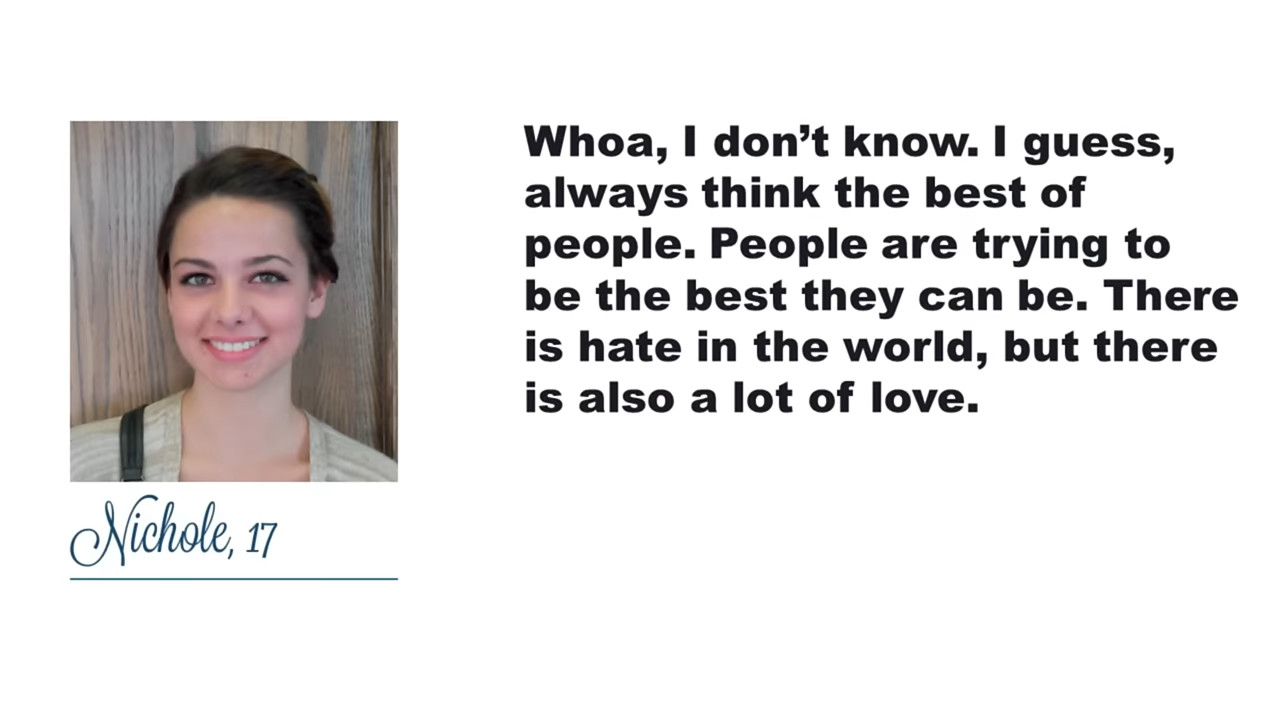 Whoa, I don’t know. I guess,
always think the best of
people. People are trying to
be the best they can be. There
is hate in the world, but there
is also a lot of love.
Nichole, 17